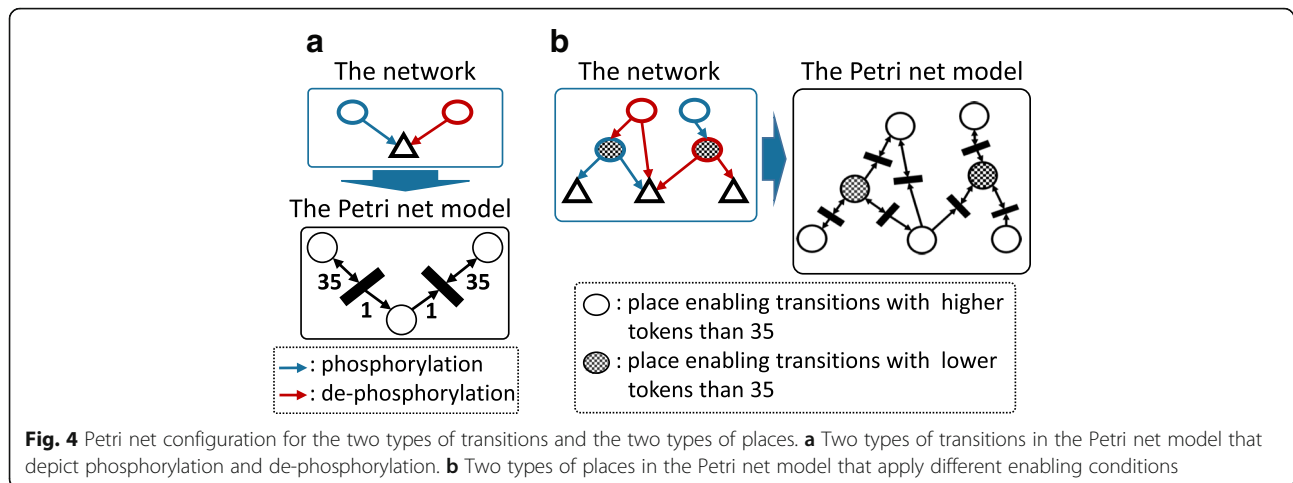 a
The network
The Petri net model
35
35
1
1
→: phosphorylation
→: de-phosphorylation
b
The network
The Petri net model
: place enabling transitions with higher
tokens than 35
: place enabling transitions with lower
tokens than 35
Fig. 4 Petri net configuration for the two types of transitions and the two types of places. a Two types of transitions in the Petri net model that
depict phosphorylation and de-phosphorylation. b Two types of places in the Petri net model that apply different enabling conditions